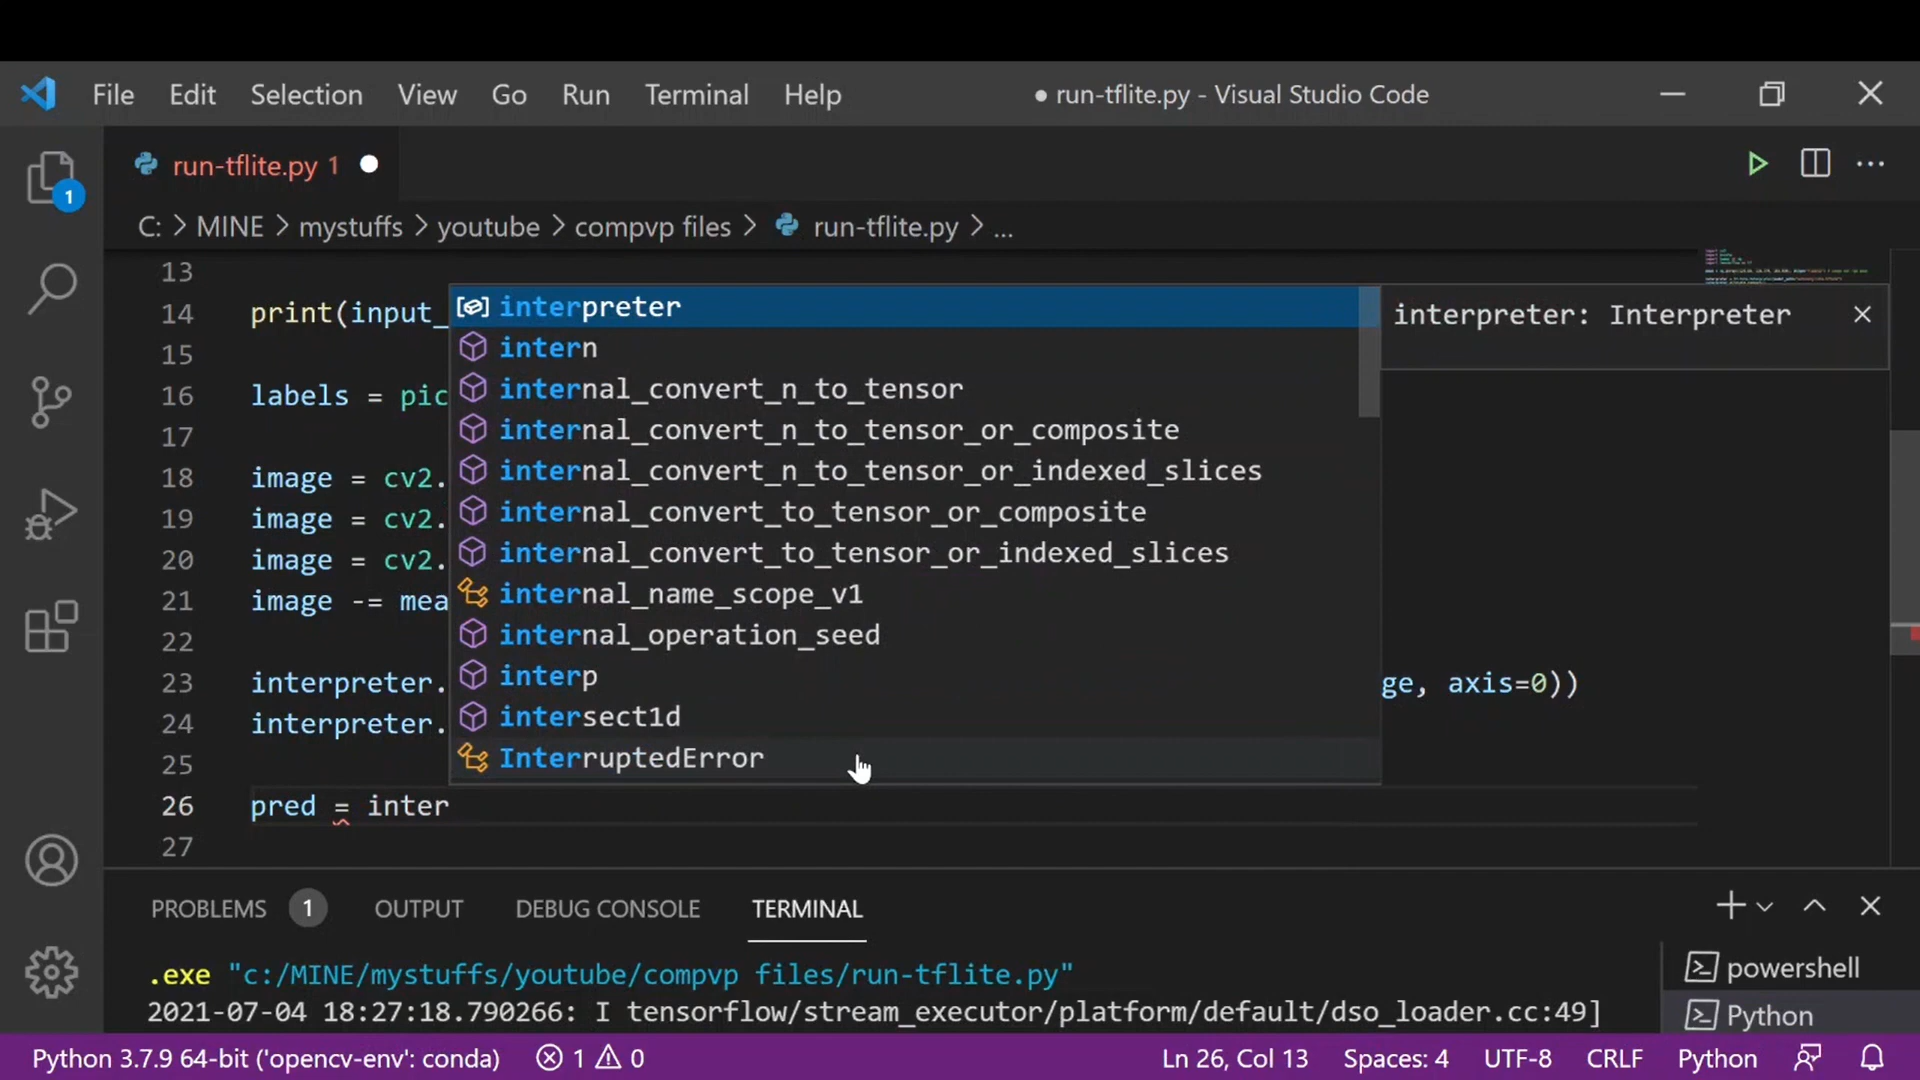 File Edit Selection View Go Run Terminal Help ● run-tflite.py - Visual Studio Code
run-tflite.py 1
1
C: > MINE > mystuffs > youtube > compvp files > run-tflite.py > ...
13
14 print(input_
15
16 labels = pic
17
18 image = cv2.
19 image = cv2.
20 image = cv2.
21 image -= mea
22
23 interpreter. ge, axis=0))
24 interpreter.
25
26 pred = inter
27
interpreter
intern
internal_convert_n_to_tensor
internal_convert_n_to_tensor_or_composite
internal_convert_n_to_tensor_or_indexed_slices
internal_convert_to_tensor_or_composite
internal_convert_to_tensor_or_indexed_slices
internal_name_scope_v1
internal_operation_seed
interp
intersect1d
InterruptedError
interpreter: Interpreter
PROBLEMS 1 OUTPUT DEBUG CONSOLE TERMINAL
.exe "c:/MINE/mystuffs/youtube/compvp files/run-tflite.py"
2021-07-04 18:27:18.790266: I tensorflow/stream_executor/platform/default/dso_loader.cc:49]
powershell
Python
Python 3.7.9 64-bit ('opencv-env': conda) 1 0 Ln 26, Col 13 Spaces: 4 UTF-8 CRLF Python